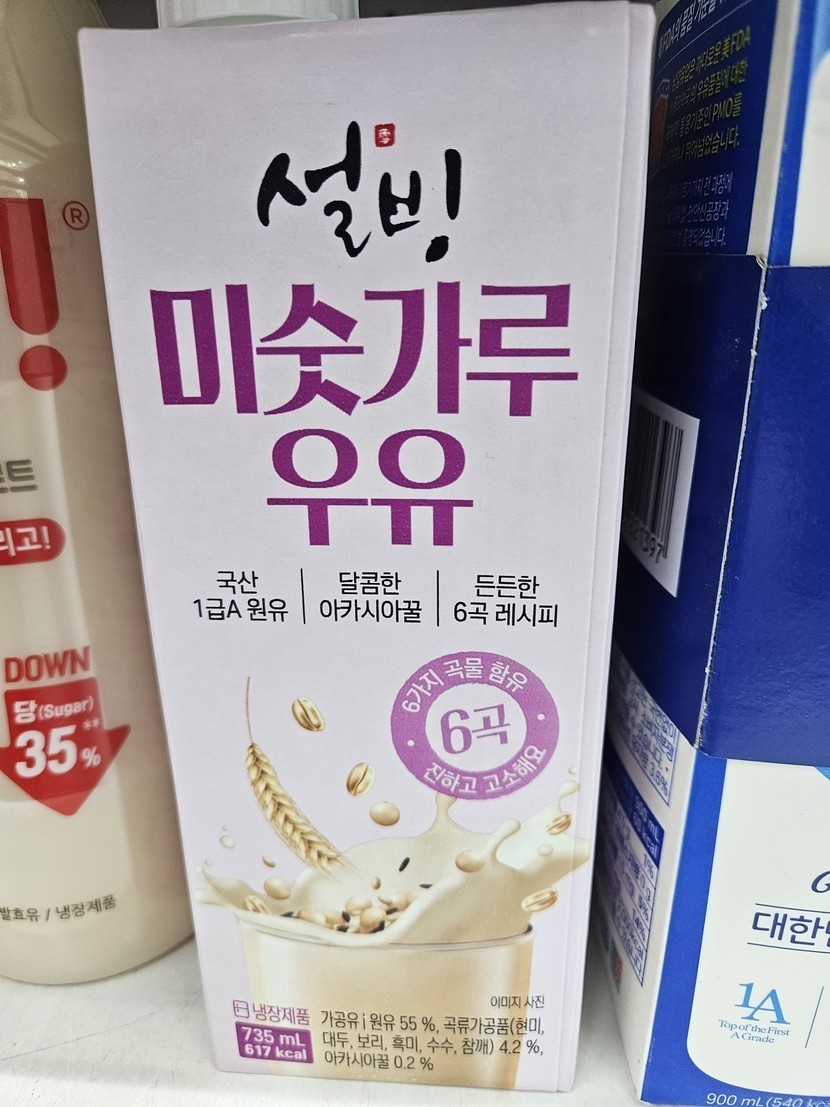 설빙
미숫가루
우유
국산
1급A 원유
달콤한
아카시아꿀
든든한
6곡 레시피
6가지 곡물 함유
6곡
진하고 고소해요
이미지 사진
냉장제품
735 mL
617 kcal
가공유 | 원유 55 %, 곡류가공품(현미,
대두, 보리, 흑미, 수수, 참깨) 4.2 %,
아카시아꿀 0.2 %
!®
리고!
DOWN
당(Sugar)
35**%
발효유 / 냉장제품
대한
1A
Top of the First
A Grade
900 mL(540